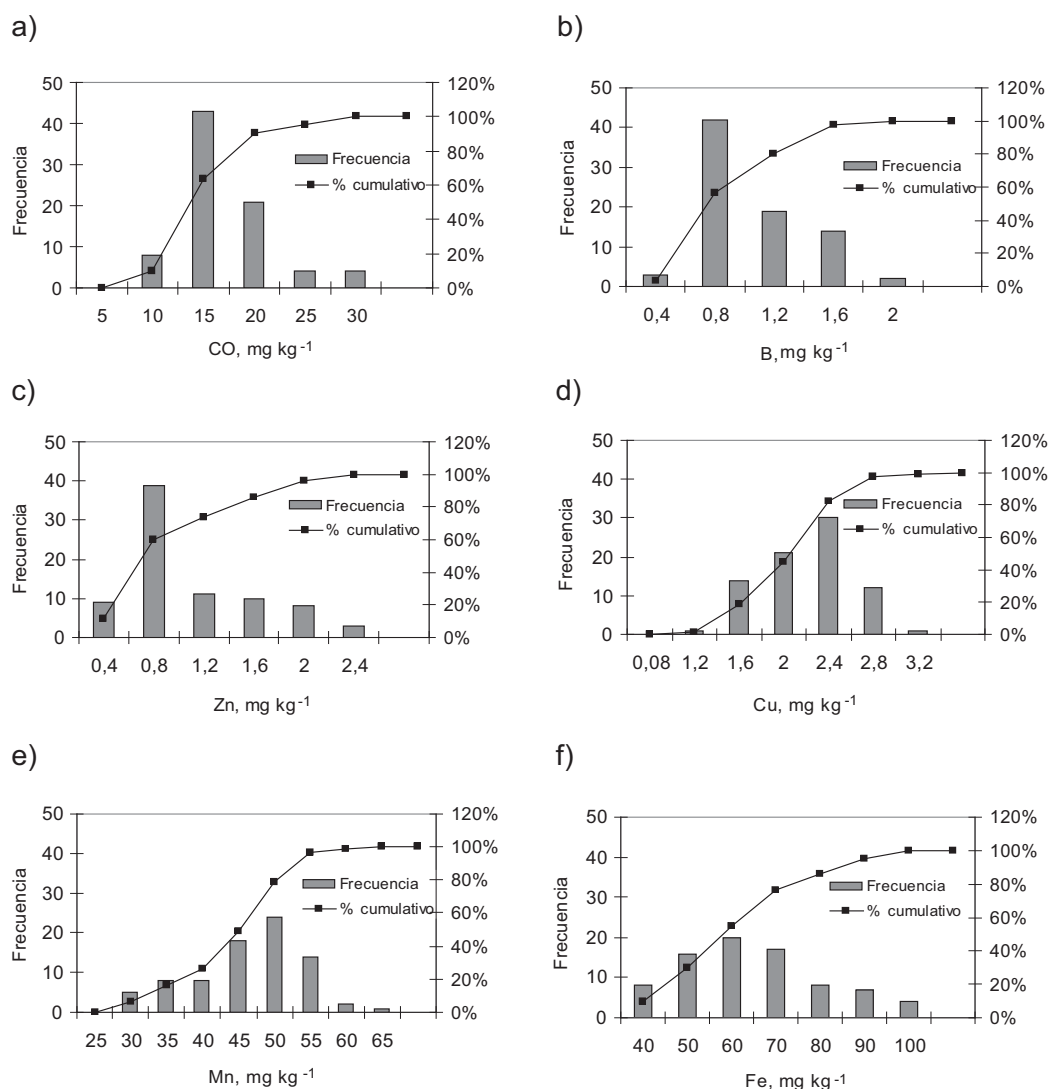 a)
50 120%
40 100%
80%
30 Frecuencia
60%
20 % cumulativo
40%
10 20%
0 0%
5 10 15 20 25 30
Frecuencia
CO, mg kg-1
b)
50 120%
40 100%
80%
30 Frecuencia
60%
20 % cumulativo
40%
10 20%
0 0%
0,4 0,8 1,2 1,6 2
Frecuencia
B,mg kg-1
c)
50 120%
40 100%
80%
30 Frecuencia
60%
20 % cumulativo
40%
10 20%
0 0%
0,4 0,8 1,2 1,6 2 2,4
Frecuencia
Zn, mg kg-1
d)
50 120%
40 100%
80%
30 Frecuencia
60%
20 % cumulativo
40%
10 20%
0 0%
0,08 1,2 1,6 2 2,4 2,8 3,2
Frecuencia
Cu, mg kg-1
e)
50 120%
40 100%
80%
30 Frecuencia
60%
20 % cumulativo
40%
10 20%
0 0%
25 30 35 40 45 50 55 60 65
Frecuencia
Mn, mg kg-1
f)
50 120%
40 100%
80%
30 Frecuencia
60%
20 % cumulativo
40%
10 20%
0 0%
40 50 60 70 80 90 100
Frecuencia
Fe, mg kg-1